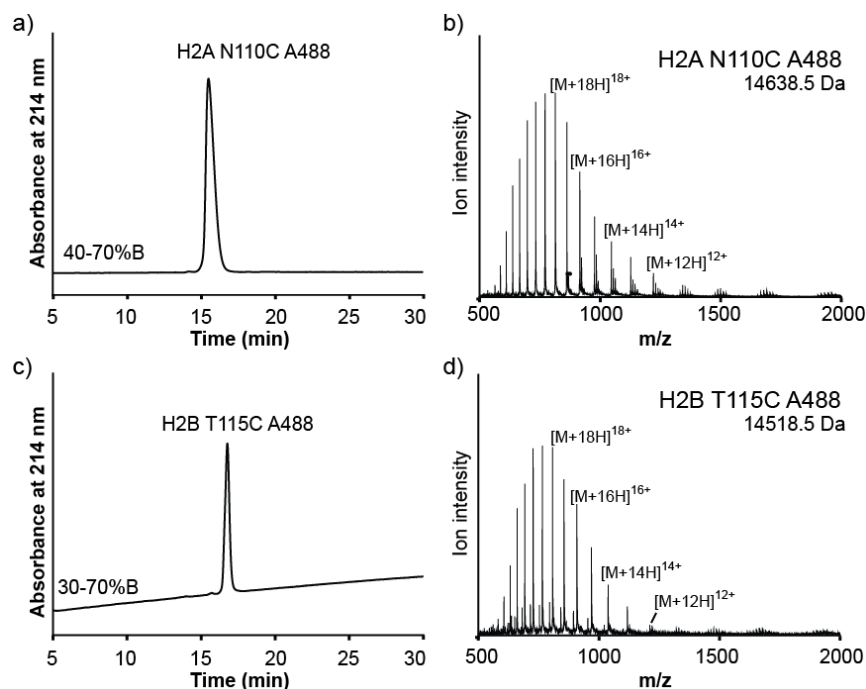 a)
H2A N110C A488
Absorbance at 214 nm
40-70%B
5 10 15 20 25 30
Time (min)
b)
H2A N110C A488
14638.5 Da
[M+18H]18+
[M+16H]16+
[M+14H]14+
[M+12H]12+
Ion intensity
500 1000 1500 2000
m/z
c)
H2B T115C A488
Absorbance at 214 nm
30-70%B
5 10 15 20 25 30
Time (min)
d)
H2B T115C A488
14518.5 Da
[M+18H]18+
[M+16H]16+
[M+14H]14+
[M+12H]12+
Ion intensity
500 1000 1500 2000
m/z